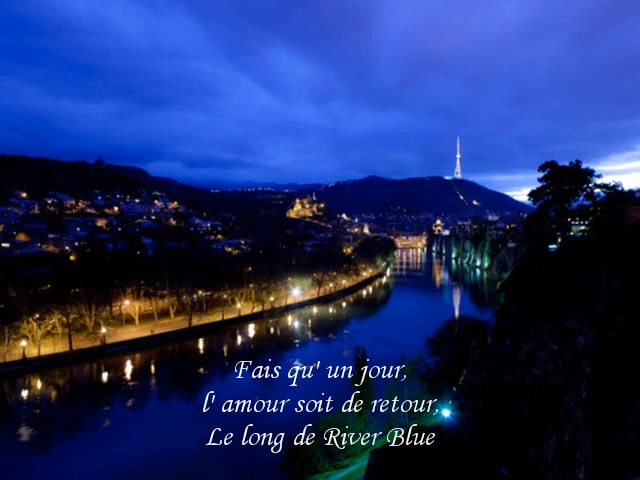 Fais qu' un jour,
l' amour soit de retour,
Le long de River Blue